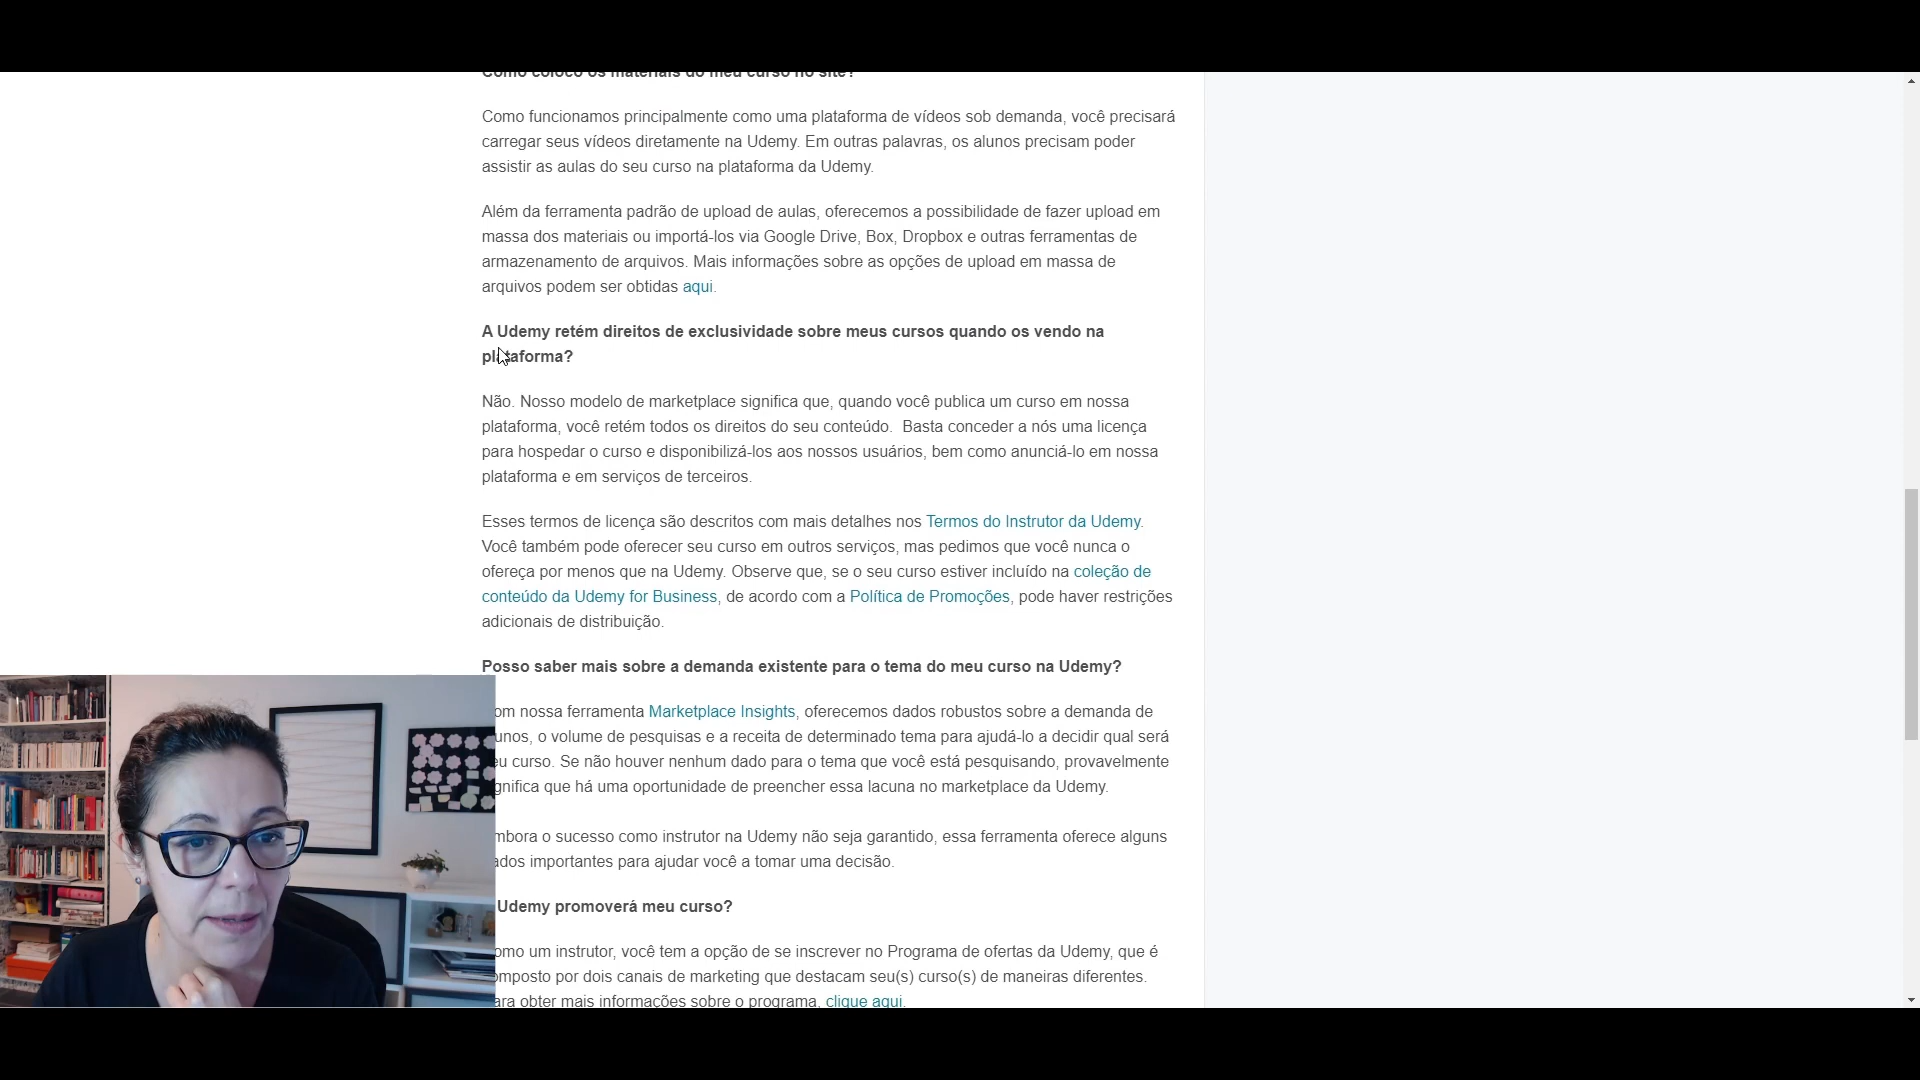 Como coloco os materiais do meu curso no site?
Como funcionamos principalmente como uma plataforma de vídeos sob demanda, você precisará
carregar seus vídeos diretamente na Udemy. Em outras palavras, os alunos precisam poder
assistir as aulas do seu curso na plataforma da Udemy.
Além da ferramenta padrão de upload de aulas, oferecemos a possibilidade de fazer upload em
massa dos materiais ou importá-los via Google Drive, Box, Dropbox e outras ferramentas de
armazenamento de arquivos. Mais informações sobre as opções de upload em massa de
arquivos podem ser obtidas aqui.
A Udemy retém direitos de exclusividade sobre meus cursos quando os vendo na
plataforma?
Não. Nosso modelo de marketplace significa que, quando você publica um curso em nossa
plataforma, você retém todos os direitos do seu conteúdo.  Basta conceder a nós uma licença
para hospedar o curso e disponibilizá-los aos nossos usuários, bem como anunciá-lo em nossa
plataforma e em serviços de terceiros.
Esses termos de licença são descritos com mais detalhes nos Termos do Instrutor da Udemy.
Você também pode oferecer seu curso em outros serviços, mas pedimos que você nunca o
ofereça por menos que na Udemy. Observe que, se o seu curso estiver incluído na coleção de
conteúdo da Udemy for Business, de acordo com a Política de Promoções, pode haver restrições
adicionais de distribuição.
Posso saber mais sobre a demanda existente para o tema do meu curso na Udemy?
om nossa ferramenta Marketplace Insights, oferecemos dados robustos sobre a demanda de
unos, o volume de pesquisas e a receita de determinado tema para ajudá-lo a decidir qual será
eu curso. Se não houver nenhum dado para o tema que você está pesquisando, provavelmente
gnifica que há uma oportunidade de preencher essa lacuna no marketplace da Udemy.
mbora o sucesso como instrutor na Udemy não seja garantido, essa ferramenta oferece alguns
ados importantes para ajudar você a tomar uma decisão.
Udemy promoverá meu curso?
omo um instrutor, você tem a opção de se inscrever no Programa de ofertas da Udemy, que é
omposto por dois canais de marketing que destacam seu(s) curso(s) de maneiras diferentes.
ara obter mais informações sobre o programa, clique aqui.